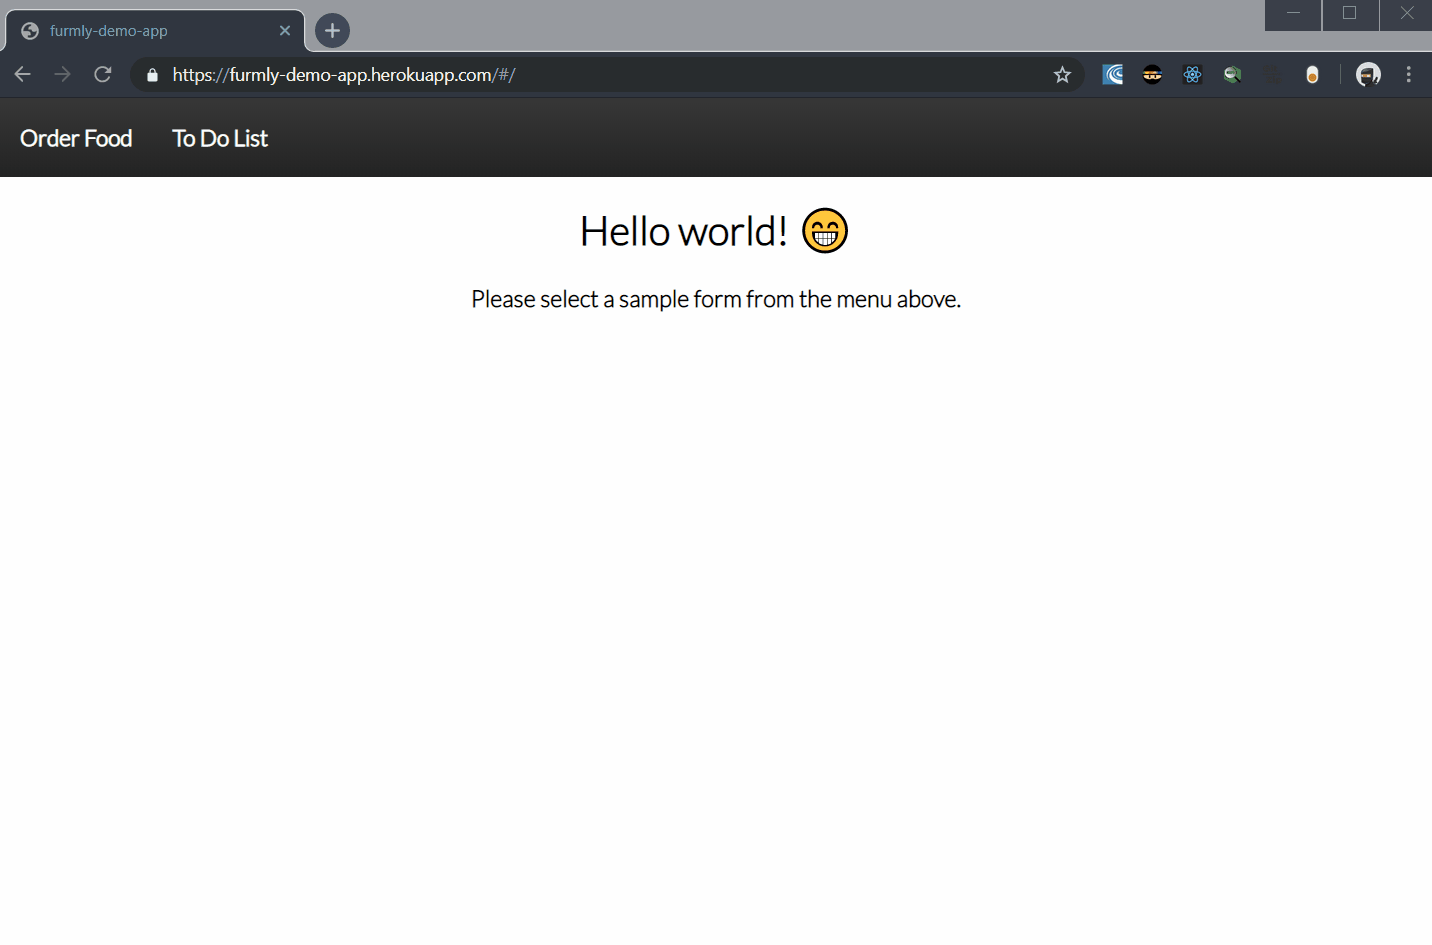 furmly-demo-app
https://furmly-demo-app.herokuapp.com/#/
Order Food To Do List
Hello world! 😁
Please select a sample form from the menu above.